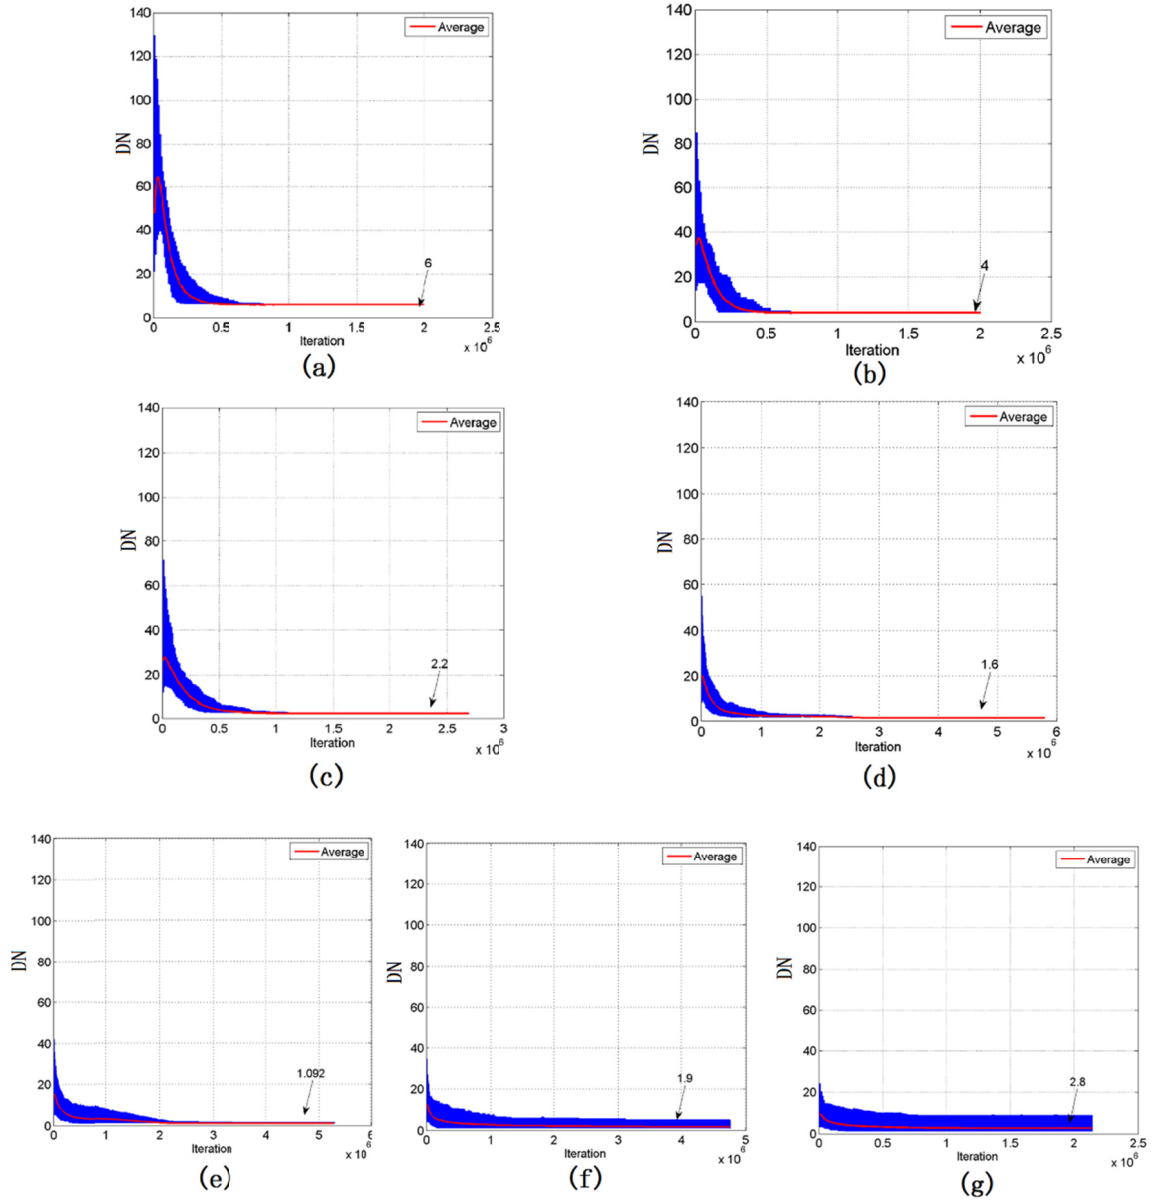 140
Average
120
100
80
DN
60
40
6
20
0
0 0.5 1 1.5 2 2.5
Iteration
x 10^6
(a)
140
Average
120
100
80
DN
60
40
4
20
0
0 0.5 1 1.5 2 2.5
Iteration
x 10^6
(b)
140
Average
120
100
80
DN
60
40
2.2
20
0
0 0.5 1 1.5 2 2.5 3
Iteration
x 10^6
(c)
140
Average
120
100
80
DN
60
40
1.6
20
0
0 1 2 3 4 5 6
Iteration
x 10^6
(d)
140
Average
120
100
80
DN
60
40
1.092
20
0
0 1 2 3 4 5 6
Iteration
x 10^6
(e)
140
Average
120
100
80
DN
60
40
1.9
20
0
0 1 2 3 4 5
Iteration
x 10^6
(f)
140
Average
120
100
80
DN
60
40
2.8
20
0
0 0.5 1 1.5 2 2.5
Iteration
x 10^6
(g)